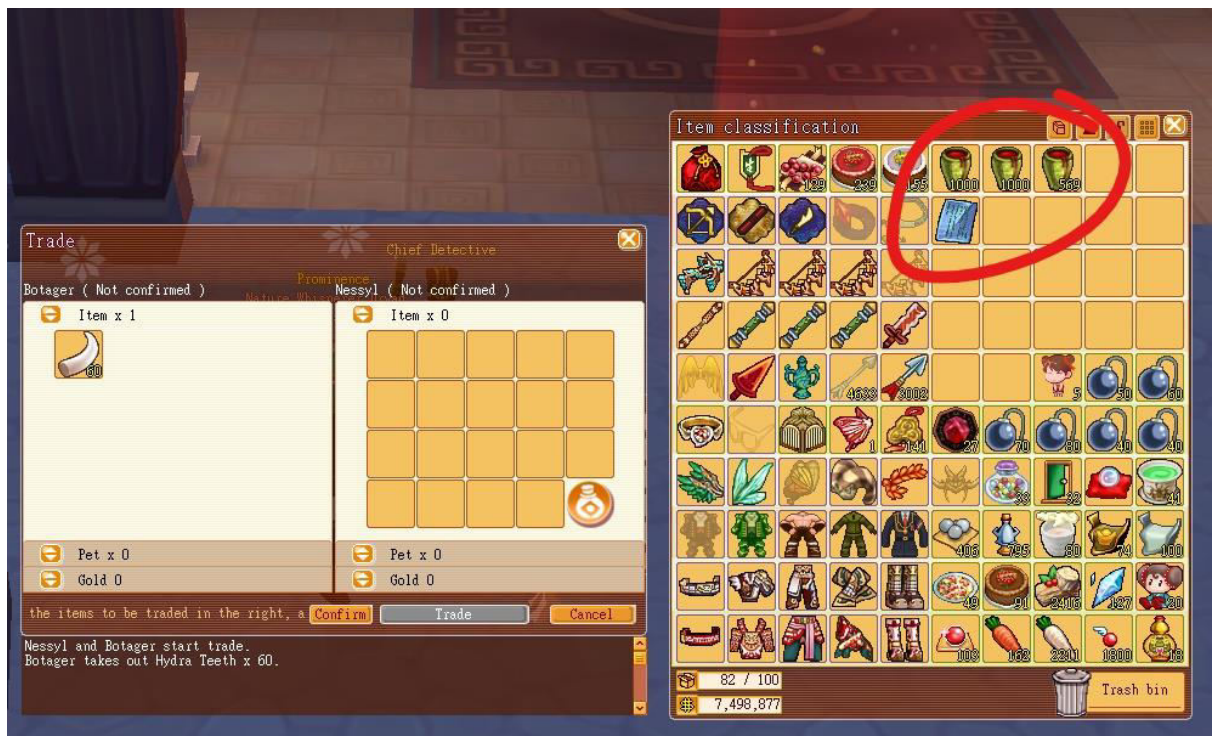 Item classification
129 239 155 1000 1000 569
Trade
Chief Detective
Prominence
Botager ( Not confirmed )
Nessyl ( Not confirmed )
Item x 1
Item x 0
60
4633 3002 5 50 60
1 141 27 70 80 40 40
33 32 41
406 795 80 74 100
Pet x 0
Pet x 0
Gold 0
Gold 0
49 91 2416 127 20
the items to be traded in the right, a
Confirm
Trade
Cancel
103 162 2211 1800 18
Nessyl and Botager start trade.
Botager takes out Hydra Teeth x 60.
82 / 100
7,498,877
Trash bin